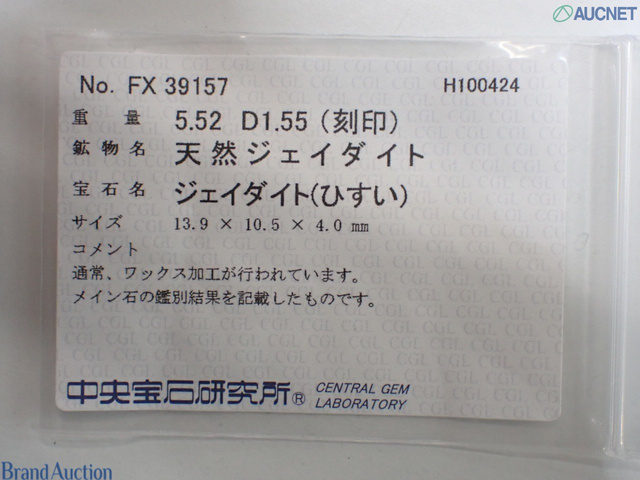 AUCNET
No. FX 39157 H100424
重量 5.52 D1.55 (刻印)
鉱物名 天然ジェイダイト
宝石名 ジェイダイト(ひすい)
サイズ 13.9 × 10.5 × 4.0 mm
コメント
通常、ワックス加工が行われています。
メイン石の鑑別結果を記載したものです。
中央宝石研究所® CENTRAL GEM
LABORATORY
Brand Auction